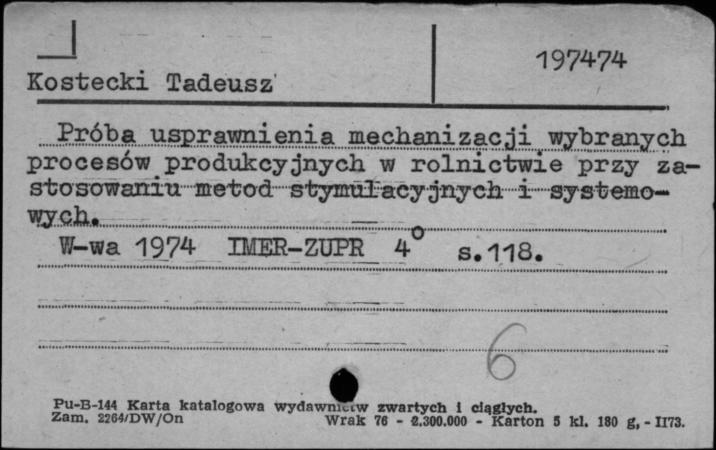 197474
Kostecki Tadeusz
Próba usprawnienia mechanizacji wybranych
procesów produkcyjnych w rolnictwie przy za-
stosowaniu metod stymulacyjnych i systemo-
wych.
W-wa 1974 IMER-ZUPR 4° s.118.
6
Pu-B-144 Karta katalogowa wydawnictw zwartych i ciągłych.
Zam. 2264/DW/On Wrak 76 - 2.300.000 - Karton 5 kl. 180 g, - II73.